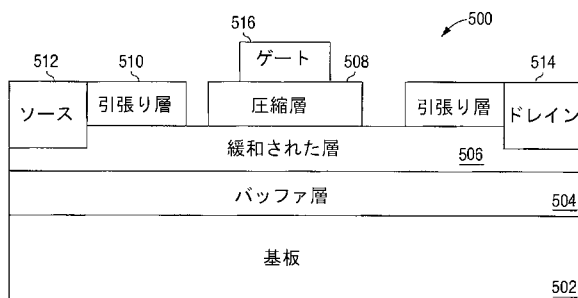 516
500
512
510
ゲート
508
514
ソース
引張り層
圧縮層
引張り層
ドレイン
緩和された層
506
バッファ層
504
基板
502